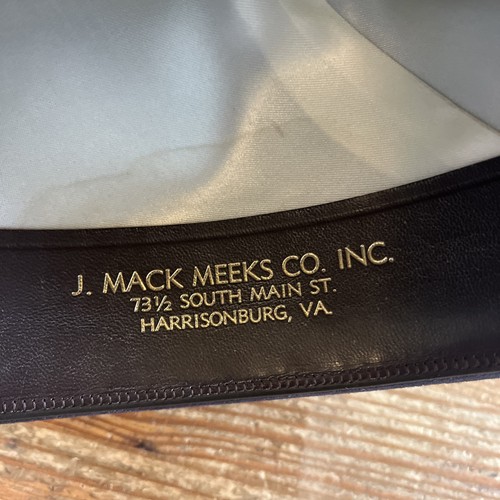 J. MACK MEEKS CO. INC.
73½ SOUTH MAIN ST.
HARRISONBURG, VA.